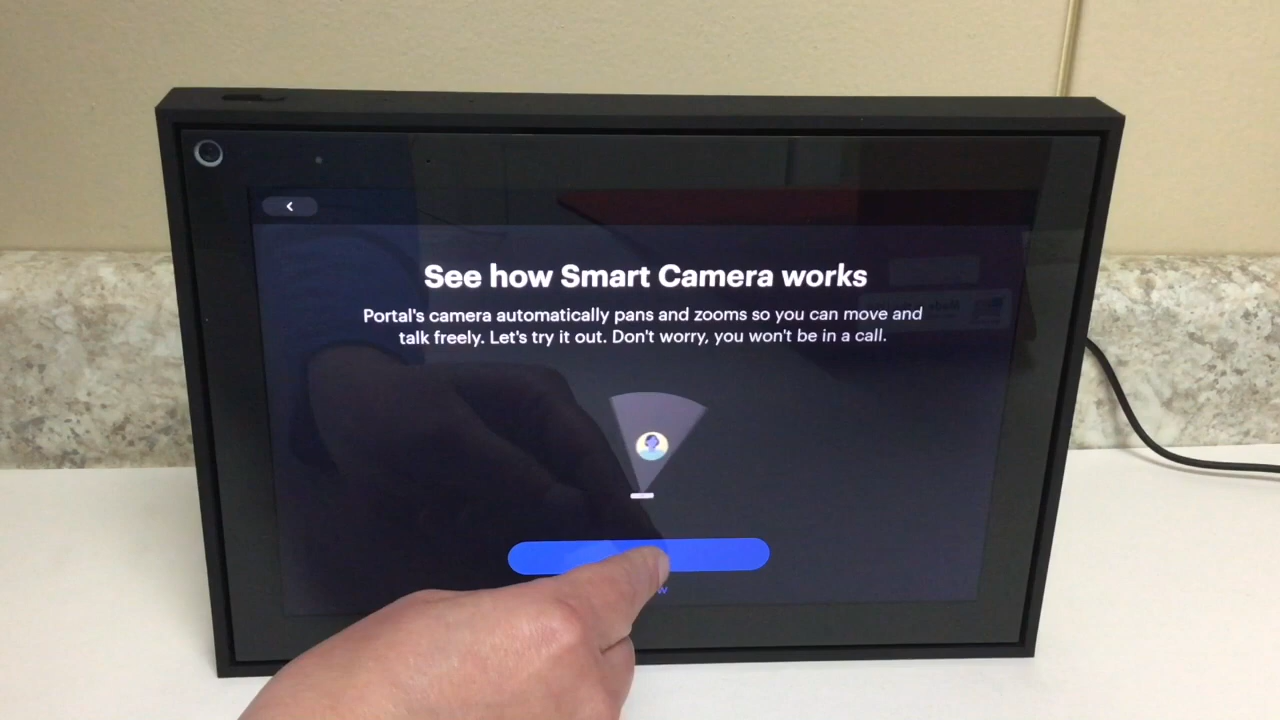 See how Smart Camera works
Portal's camera automatically pans and zooms so you can move and
talk freely. Let's try it out. Don't worry, you won't be in a call.